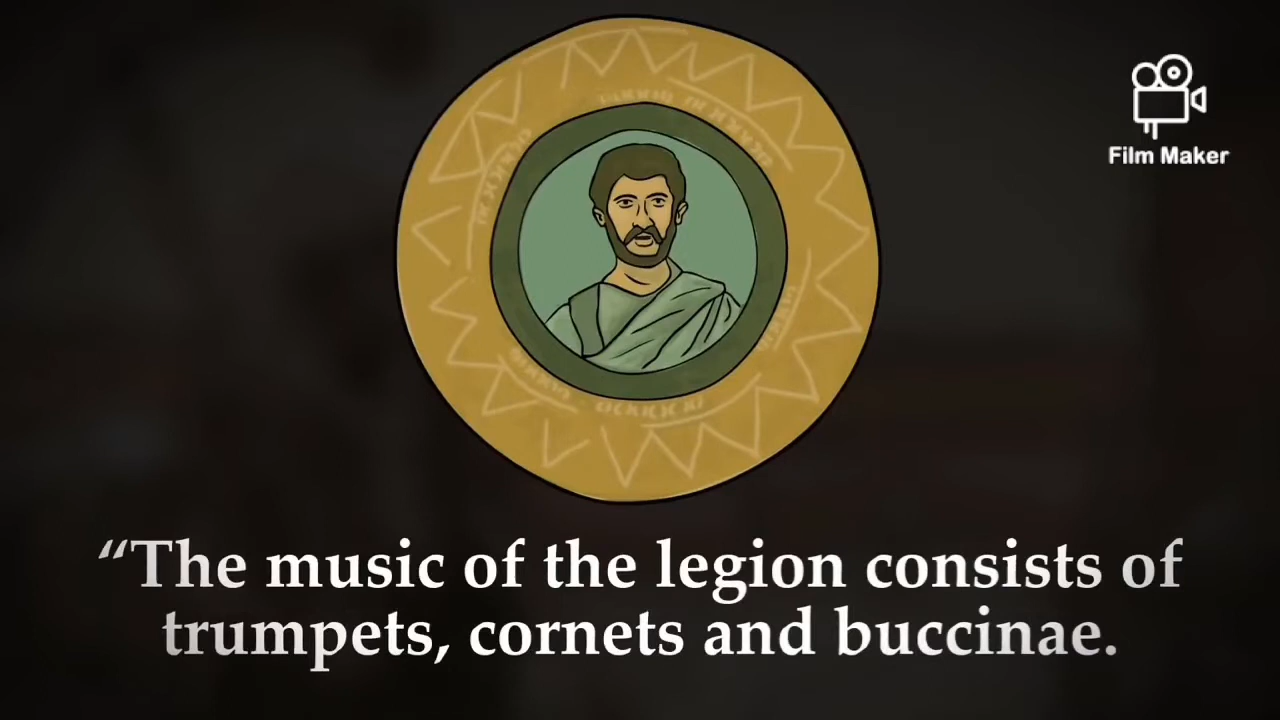 Film Maker
“The music of the legion consists of
trumpets, cornets and buccinae.